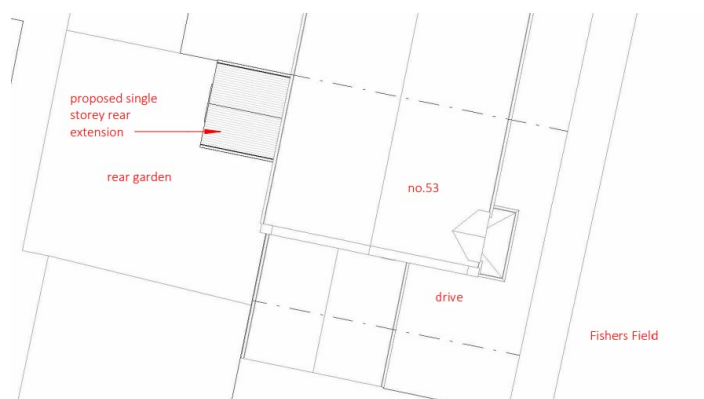 proposed single
storey rear
extension
rear garden
no.53
drive
Fishers Field